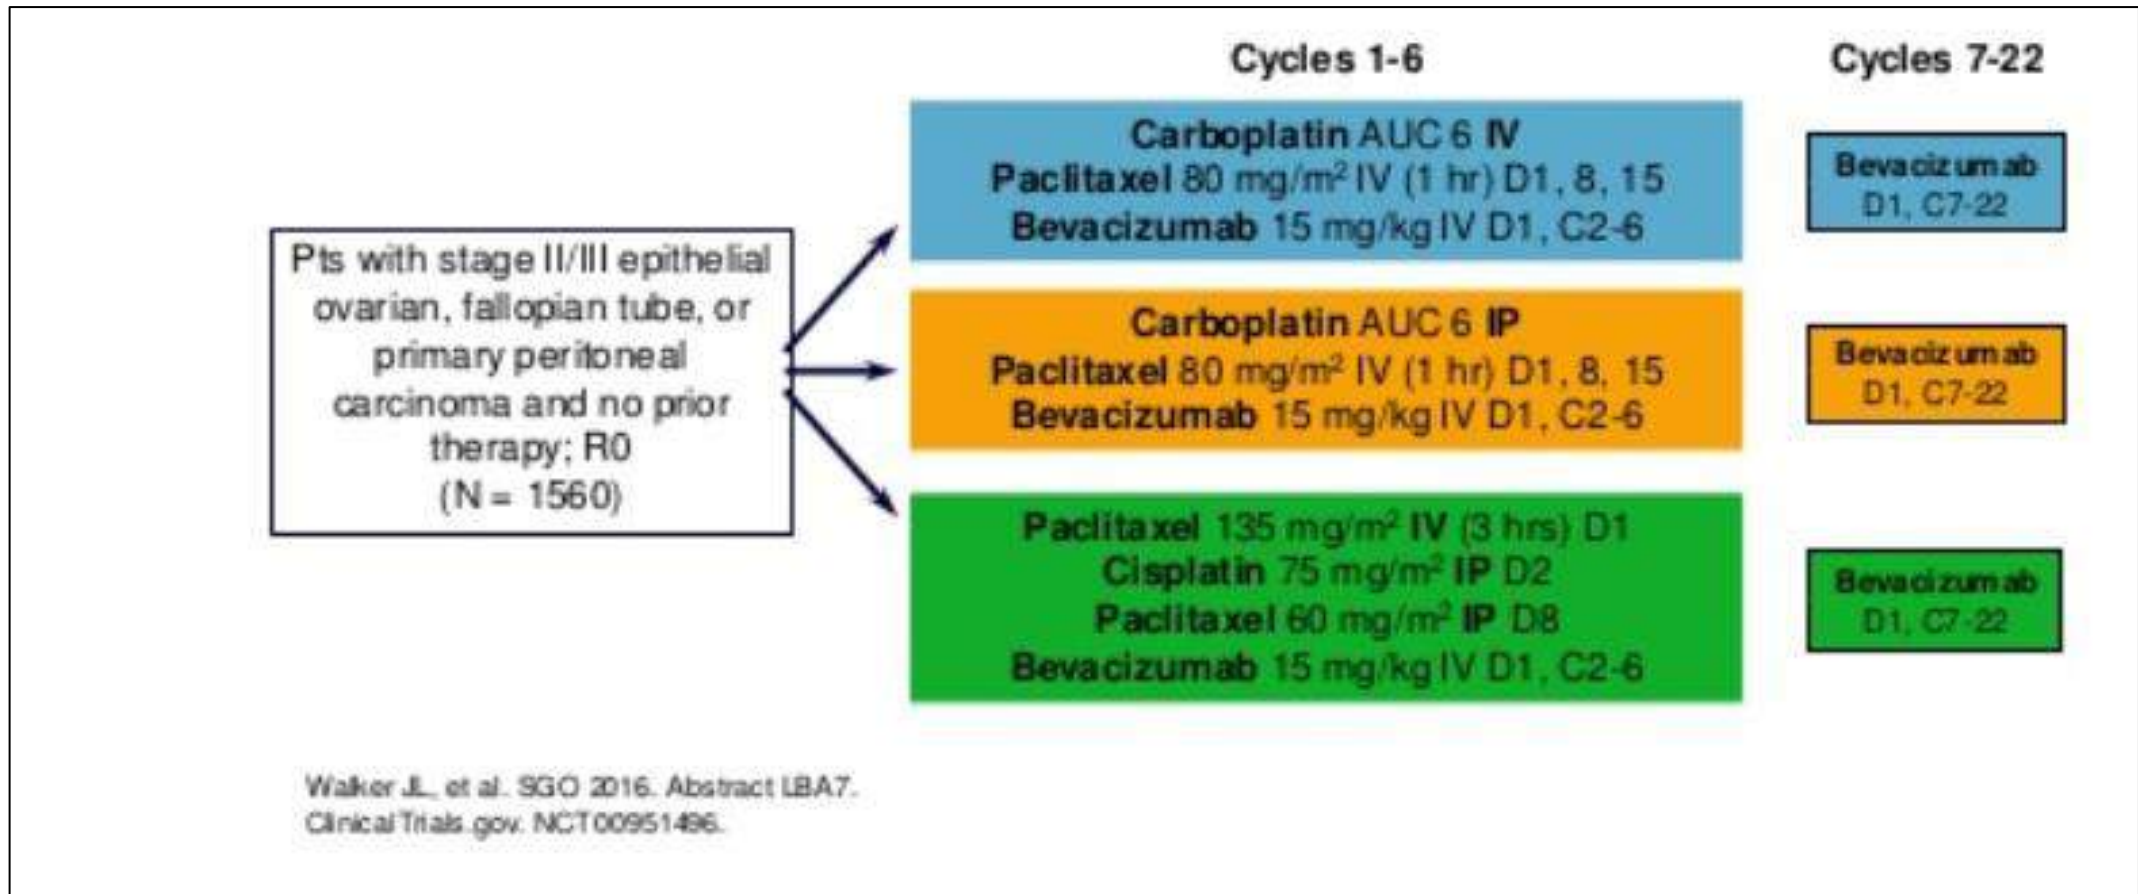 Cycles 1-6
Cycles 7-22
Pts with stage II/III epithelial
ovarian, fallopian tube, or
primary peritoneal
carcinoma and no prior
therapy; R0
(N = 1560)
Carboplatin AUC 6 IV
Paclitaxel 80 mg/m² IV (1 hr) D1, 8, 15
Bevacizumab 15 mg/kg IV D1, C2-6
Bevacizumab
D1, C7-22
Carboplatin AUC 6 IP
Paclitaxel 80 mg/m² IV (1 hr) D1, 8, 15
Bevacizumab 15 mg/kg IV D1, C2-6
Bevacizumab
D1, C7-22
Paclitaxel 135 mg/m² IV (3 hrs) D1
Cisplatin 75 mg/m² IP D2
Paclitaxel 60 mg/m² IP D8
Bevacizumab 15 mg/kg IV D1, C2-6
Bevacizumab
D1, C7-22
Walker JL, et al. SGO 2016. Abstract LBA7.
ClinicalTrials.gov. NCT00951496.